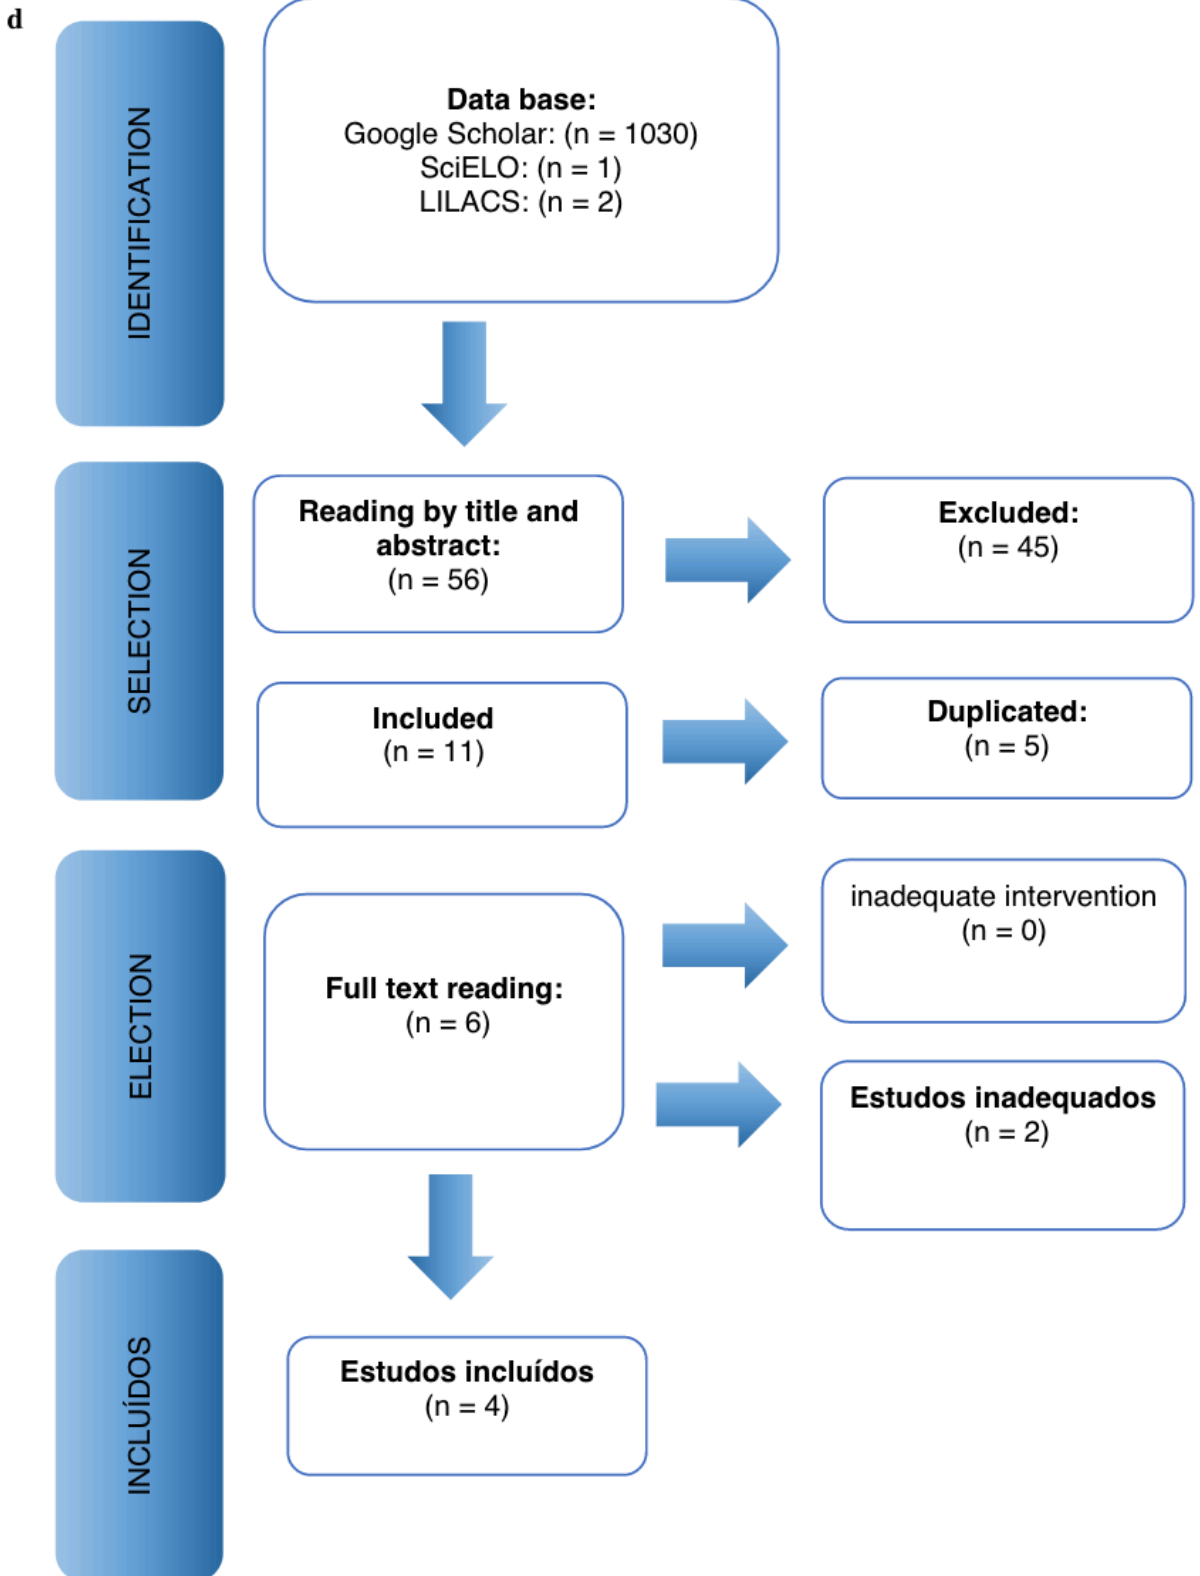 d
IDENTIFICATION
Data base:
Google Scholar: (n = 1030)
SciELO: (n = 1)
LILACS: (n = 2)
SELECTION
Reading by title and
abstract:
(n = 56)
Excluded:
(n = 45)
Included
(n = 11)
Duplicated:
(n = 5)
ELECTION
Full text reading:
(n = 6)
inadequate intervention
(n = 0)
Estudos inadequados
(n = 2)
INCLUÍDOS
Estudos incluídos
(n = 4)